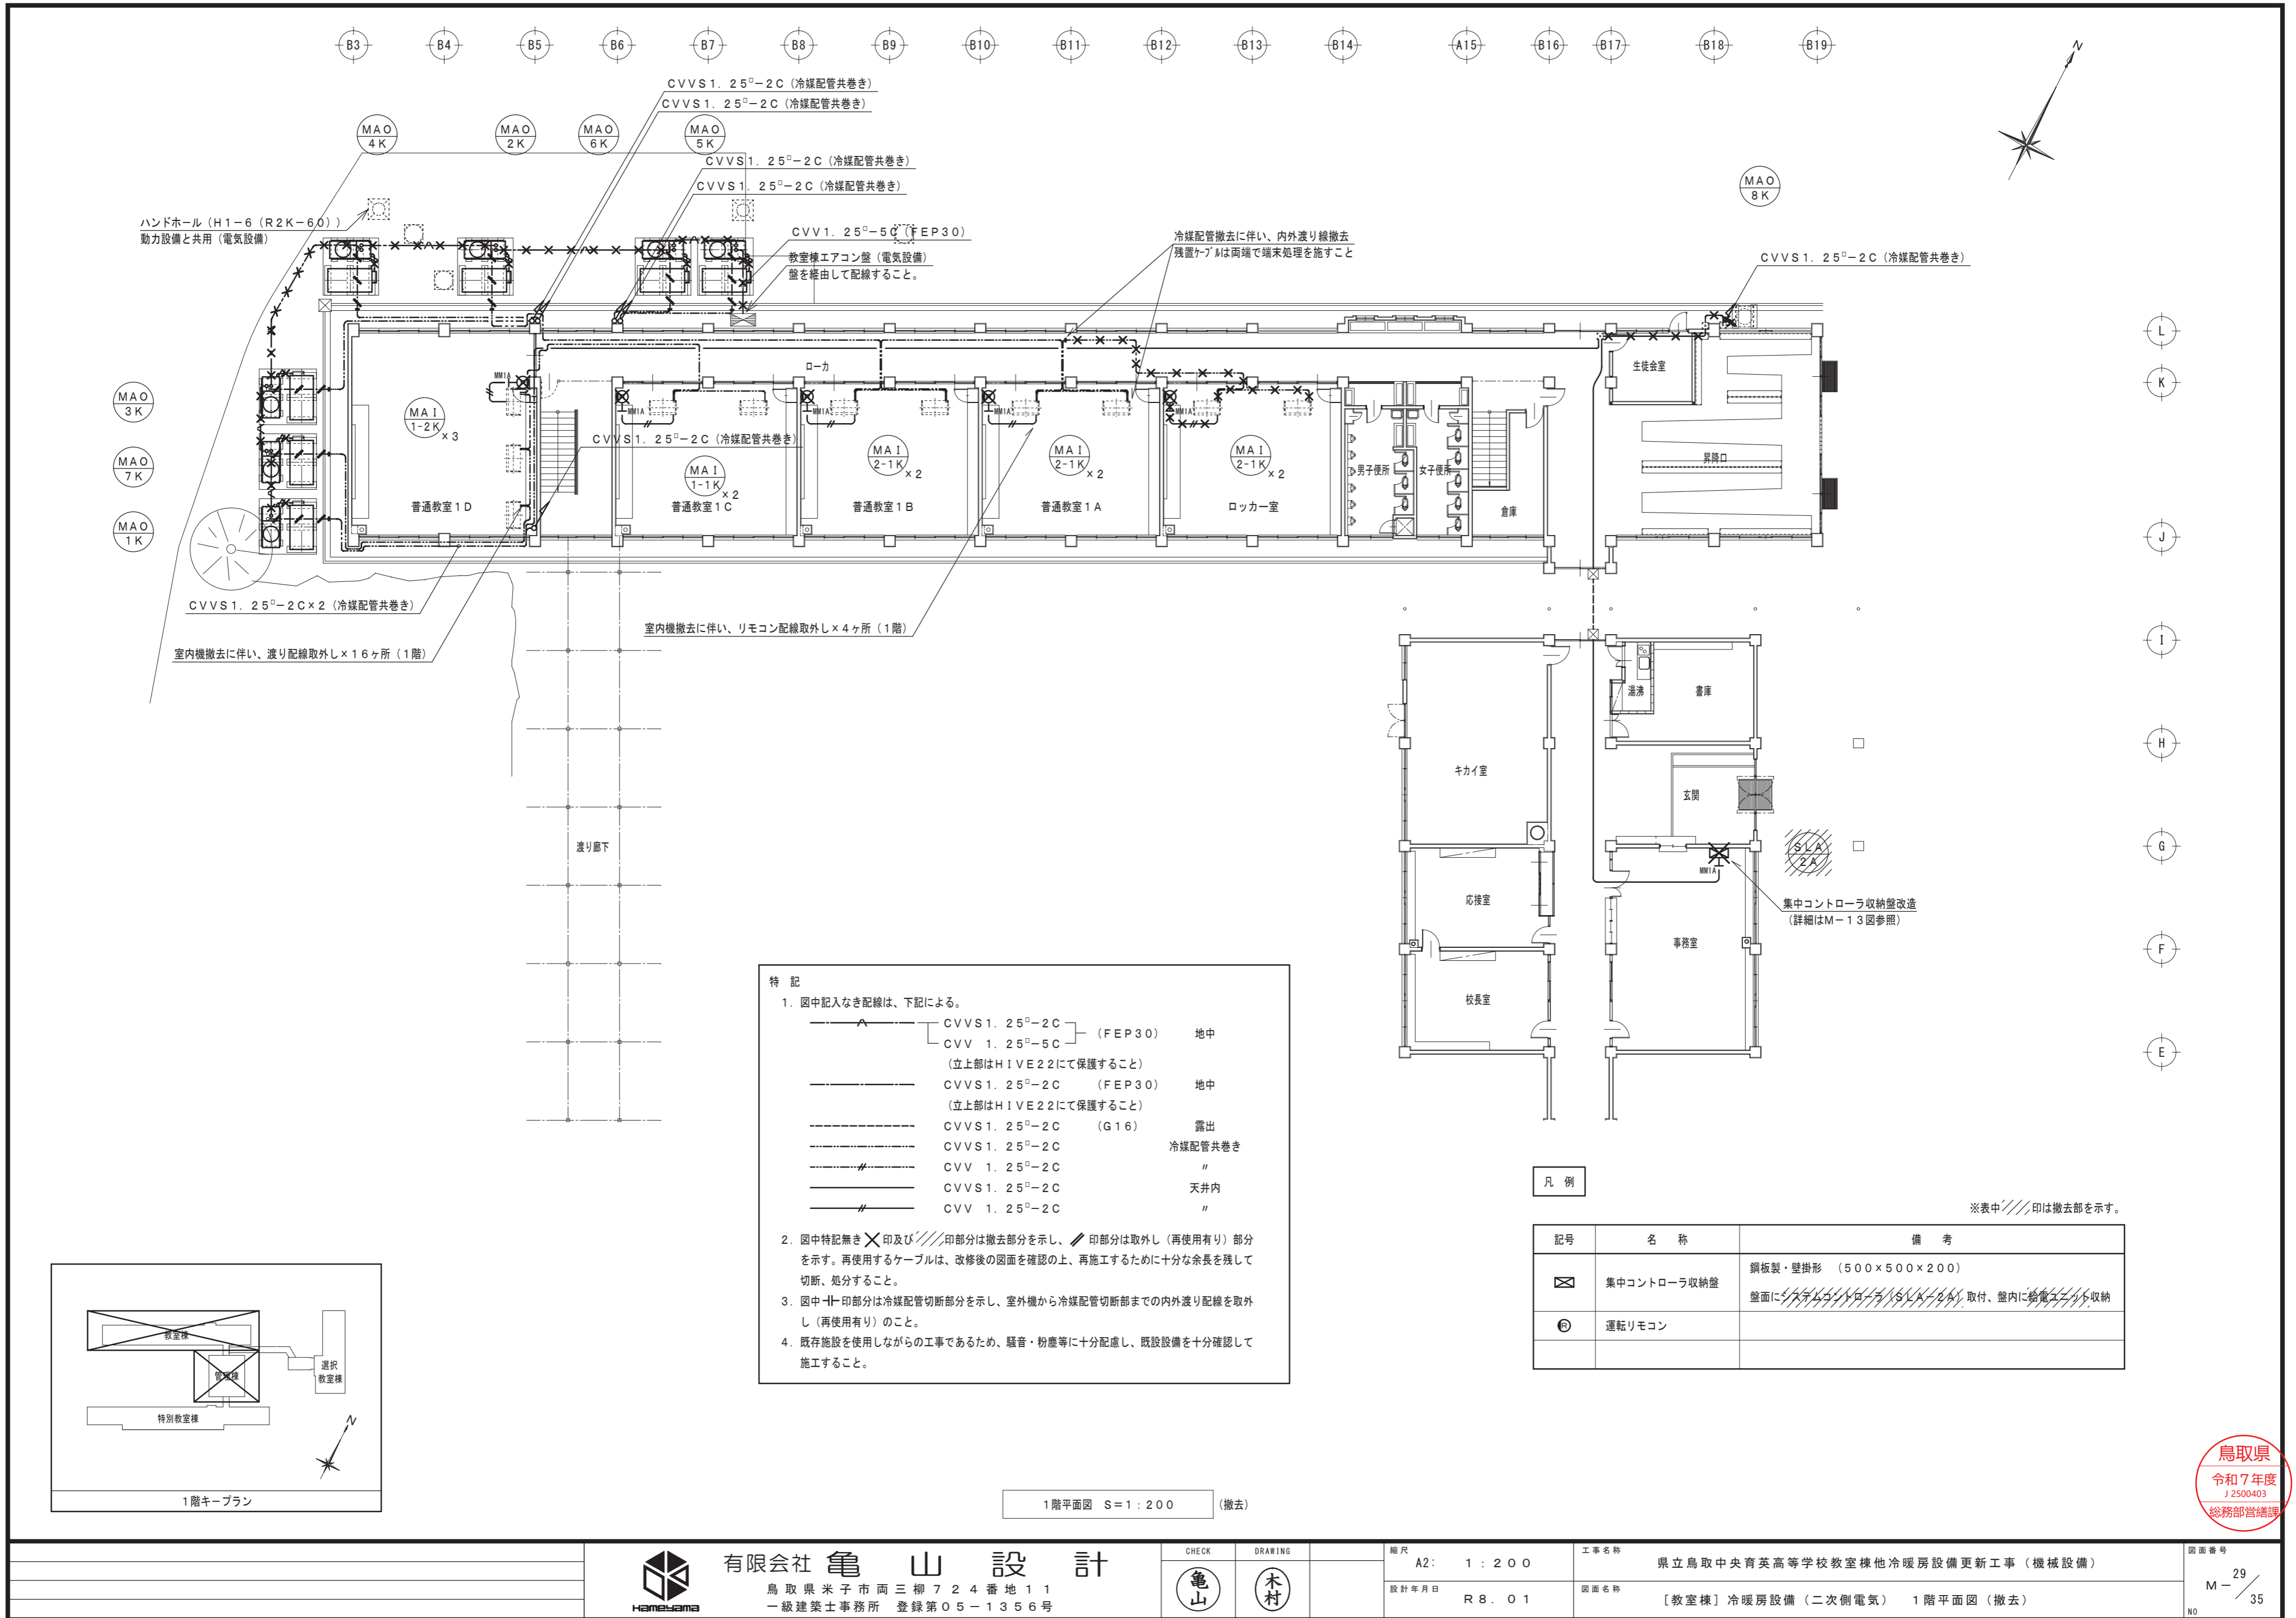 B3 B4 B5 B6 B7 B8 B9 B10 B11 B12 B13 B14 A15 B16 B17 B18 B19
N
CVVS1.25□−2C（冷媒配管共巻き）
CVVS1.25□−2C（冷媒配管共巻き）
MAO 4K
MAO 2K
MAO 6K
MAO 5K
CVVS1.25□−2C（冷媒配管共巻き）
CVVS1.25□−2C（冷媒配管共巻き）
MAO 8K
ハンドホール（H1−6（R2K−60））
動力設備と共用（電気設備）
CVV1.25□−5C（FEP30）
教室棟エアコン盤（電気設備）
盤を経由して配線すること。
冷媒配管撤去に伴い、内外渡り線撤去
残置ケーブルは両端で端末処理を施すこと
CVVS1.25□−2C（冷媒配管共巻き）
L
K
J
I
H
G
F
E
MAO 3K
MAO 7K
MAO 1K
ローカ
生徒会室
昇降口
MM1A
MM1A
MM1A
MM1A
MM1A
MAI 1-2K ×3
CVVS1.25□−2C（冷媒配管共巻き）
MAI 1-1K ×2
MAI 2-1K ×2
MAI 2-1K ×2
MAI 2-1K ×2
普通教室1D
普通教室1C
普通教室1B
普通教室1A
ロッカー室
男子便所
女子便所
倉庫
CVVS1.25□−2C×2（冷媒配管共巻き）
室内機撤去に伴い、リモコン配線取外し×4ヶ所（1階）
室内機撤去に伴い、渡り配線取外し×16ヶ所（1階）
渡り廊下
湯沸
書庫
キカイ室
玄関
SLA 2A
MM1A
集中コントローラ収納盤改造
（詳細はM−13図参照）
応接室
事務室
校長室
特 記
1. 図中記入なき配線は、下記による。
CVVS1.25□−2C
CVV 1.25□−5C （FEP30） 地中
（立上部はHIVE22にて保護すること）
CVVS1.25□−2C （FEP30） 地中
（立上部はHIVE22にて保護すること）
CVVS1.25□−2C （G16） 露出
CVVS1.25□−2C 冷媒配管共巻き
CVV 1.25□−2C 〃
CVVS1.25□−2C 天井内
CVV 1.25□−2C 〃
2. 図中特記無き印及び印部分は撤去部分を示し、印部分は取外し（再使用有り）部分
を示す。再使用するケーブルは、改修後の図面を確認の上、再施工するために十分な余長を残して
切断、処分すること。
3. 図中印部分は冷媒配管切断部分を示し、室外機から冷媒配管切断部までの内外渡り配線を取外
し（再使用有り）のこと。
4. 既存施設を使用しながらの工事であるため、騒音・粉塵等に十分配慮し、既設設備を十分確認して
施工すること。
凡 例
※表中////印は撤去部を示す。
記号 名 称 備 考
集中コントローラ収納盤 鋼板製・壁掛形 （500×500×200）
盤面にシステムコントローラ（SLA−2A）取付、盤内に給電ユニット収納
R 運転リモコン
教室棟
管理棟
選択
教室棟
特別教室棟
N
1階キープラン
1階平面図 S＝1：200 （撤去）
鳥取県
令和7年度
J 2500403
総務部営繕課
Hameyama
有限会社 亀山設計
鳥取県米子市両三柳724番地11
一級建築士事務所 登録第05−1356号
CHECK 亀山
DRAWING 木村
縮尺 A2： 1：200
設計年月日 R8.01
工事名称 県立鳥取中央育英高等学校教室棟他冷暖房設備更新工事（機械設備）
図面名称 ［教室棟］冷暖房設備（二次側電気） 1階平面図（撤去）
図面番号
M−29/35
NO